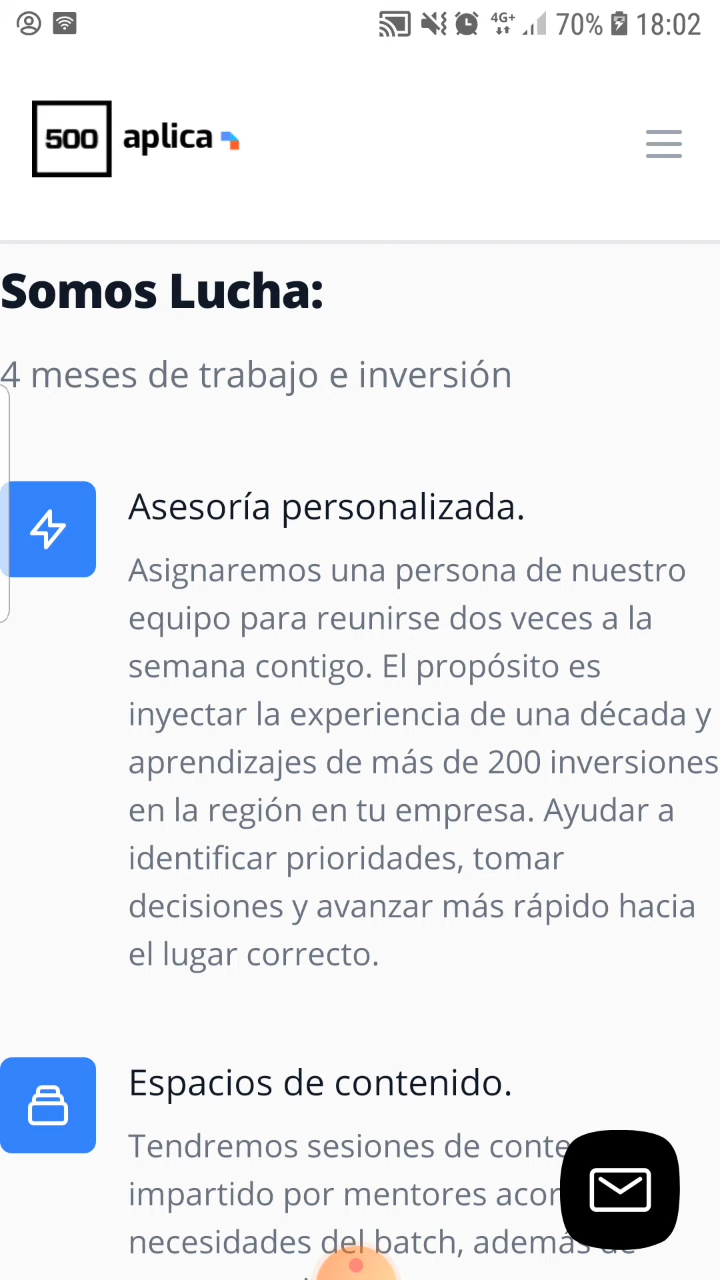 4G+ 70% 18:02
500 aplica
Somos Lucha:
4 meses de trabajo e inversión
Asesoría personalizada.
Asignaremos una persona de nuestro
equipo para reunirse dos veces a la
semana contigo. El propósito es
inyectar la experiencia de una década y
aprendizajes de más de 200 inversiones
en la región en tu empresa. Ayudar a
identificar prioridades, tomar
decisiones y avanzar más rápido hacia
el lugar correcto.
Espacios de contenido.
Tendremos sesiones de
impartido por mentores
necesidades del batch, además